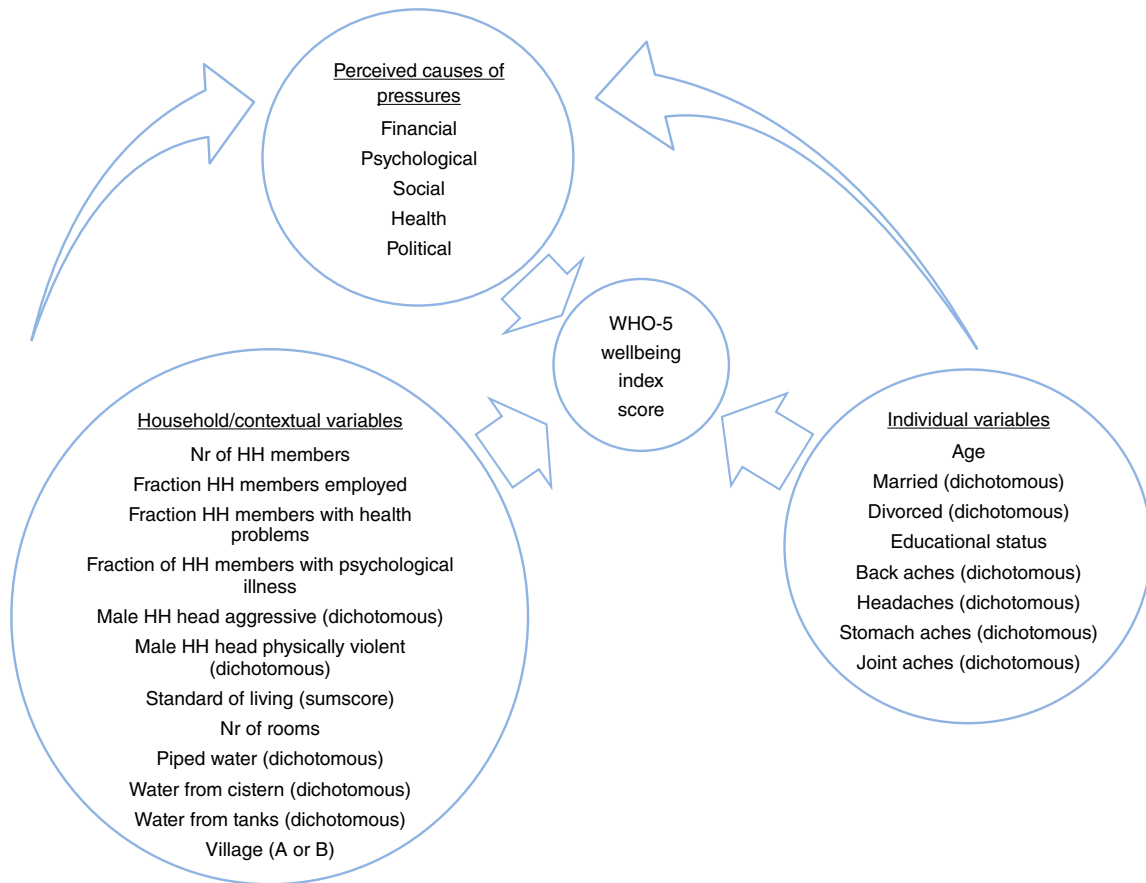 Perceived causes of
pressures
Financial
Psychological
Social
Health
Political
WHO-5
wellbeing
index
score
Household/contextual variables
Nr of HH members
Fraction HH members employed
Fraction HH members with health
problems
Fraction of HH members with psychological
illness
Male HH head aggressive (dichotomous)
Male HH head physically violent
(dichotomous)
Standard of living (sumscore)
Nr of rooms
Piped water (dichotomous)
Water from cistern (dichotomous)
Water from tanks (dichotomous)
Village (A or B)
Individual variables
Age
Married (dichotomous)
Divorced (dichotomous)
Educational status
Back aches (dichotomous)
Headaches (dichotomous)
Stomach aches (dichotomous)
Joint aches (dichotomous)